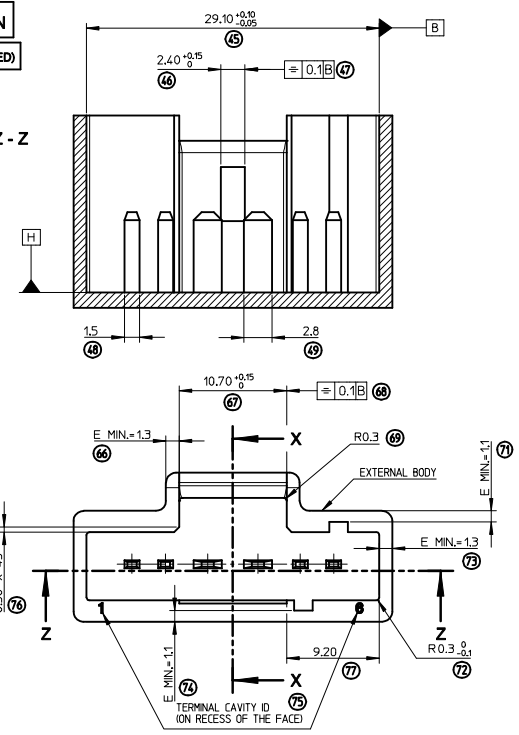 N
ED)
Z - Z
29.10 +0.10 -0.05
45
B
2.40 +0.15 0
46
⌯ 0.1 B 47
H
1.5
48
2.8
49
10.70 +0.15 0
67
⌯ 0.1 B 68
E MIN.=1.3
66
X
R0.3 69
71
E MIN.=1.1
EXTERNAL BODY
E MIN.=1.3
73
76
1
6
Z
Z
E MIN.=1.1
74
X
75
9.20
77
R0.3 0 -0.1
72
TERMINAL CAVITY ID
(ON RECESS OF THE FACE)